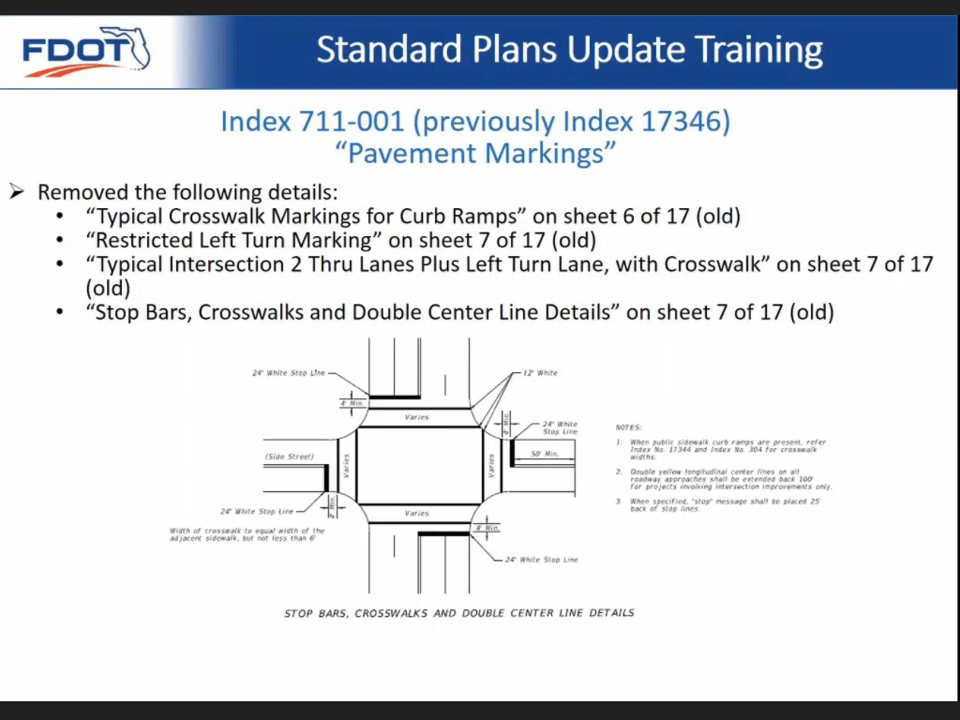 FDOT
Standard Plans Update Training
Index 711-001 (previously Index 17346)
“Pavement Markings”
➢ Removed the following details:
• “Typical Crosswalk Markings for Curb Ramps” on sheet 6 of 17 (old)
• “Restricted Left Turn Marking” on sheet 7 of 17 (old)
• “Typical Intersection 2 Thru Lanes Plus Left Turn Lane, with Crosswalk” on sheet 7 of 17
(old)
• “Stop Bars, Crosswalks and Double Center Line Details” on sheet 7 of 17 (old)
24" White Stop Line
12" White
4' Min.
Varies
4' Min.
24" White
Stop Line
50' Min.
(Side Street)
Varies
Varies
NOTES:
1. When public sidewalk curb ramps are present, refer
Index No. 17344 and Index No. 304 for crosswalk
widths.
2. Double yellow longitudinal center lines on all
roadway approaches shall be extended back 100'
for projects involving intersection improvements only.
3. When specified, "stop" message shall be placed 25'
back of stop lines.
24" White Stop Line
4' Min.
Varies
4' Min.
Width of crosswalk to equal width of the
adjacent sidewalk, but not less than 6'
24" White Stop Line
STOP BARS, CROSSWALKS AND DOUBLE CENTER LINE DETAILS